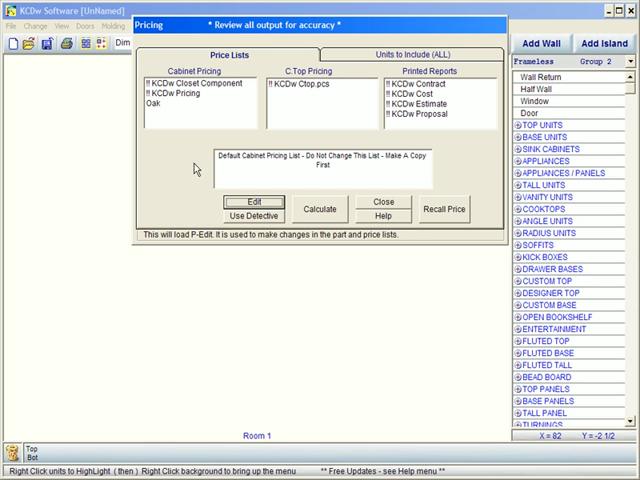 KCDw Software [UnNamed]
File Change View Doors Molding
Dim
Pricing * Review all output for accuracy *
Price Lists
Units to Include (ALL)
Cabinet Pricing
!! KCDw Closet Component
!! KCDw Pricing
Oak
C.Top Pricing
!! KCDw Ctop.pcs
Printed Reports
!! KCDw Contract
!! KCDw Cost
!! KCDw Estimate
!! KCDw Proposal
Default Cabinet Pricing List - Do Not Change This List - Make A Copy
First
Edit
Use Detective
Calculate
Close
Help
Recall Price
This will load P-Edit. It is used to make changes in the part and price lists.
Add Wall
Add Island
Frameless Group 2
Wall Return
Half Wall
Window
Door
TOP UNITS
BASE UNITS
SINK CABINETS
APPLIANCES
APPLIANCES / PANELS
TALL UNITS
VANITY UNITS
COOKTOPS
ANGLE UNITS
RADIUS UNITS
SOFFITS
KICK BOXES
DRAWER BASES
CUSTOM TOP
DESIGNER TOP
CUSTOM BASE
OPEN BOOKSHELF
ENTERTAINMENT
FLUTED TOP
FLUTED BASE
FLUTED TALL
BEAD BOARD
TOP PANELS
BASE PANELS
TALL PANEL
TURNINGS
Room 1
X = 82 Y = -2 1/2
Top
Bot
Right Click units to HighLight ( then ) Right Click background to bring up the menu ** Free Updates - see Help menu **